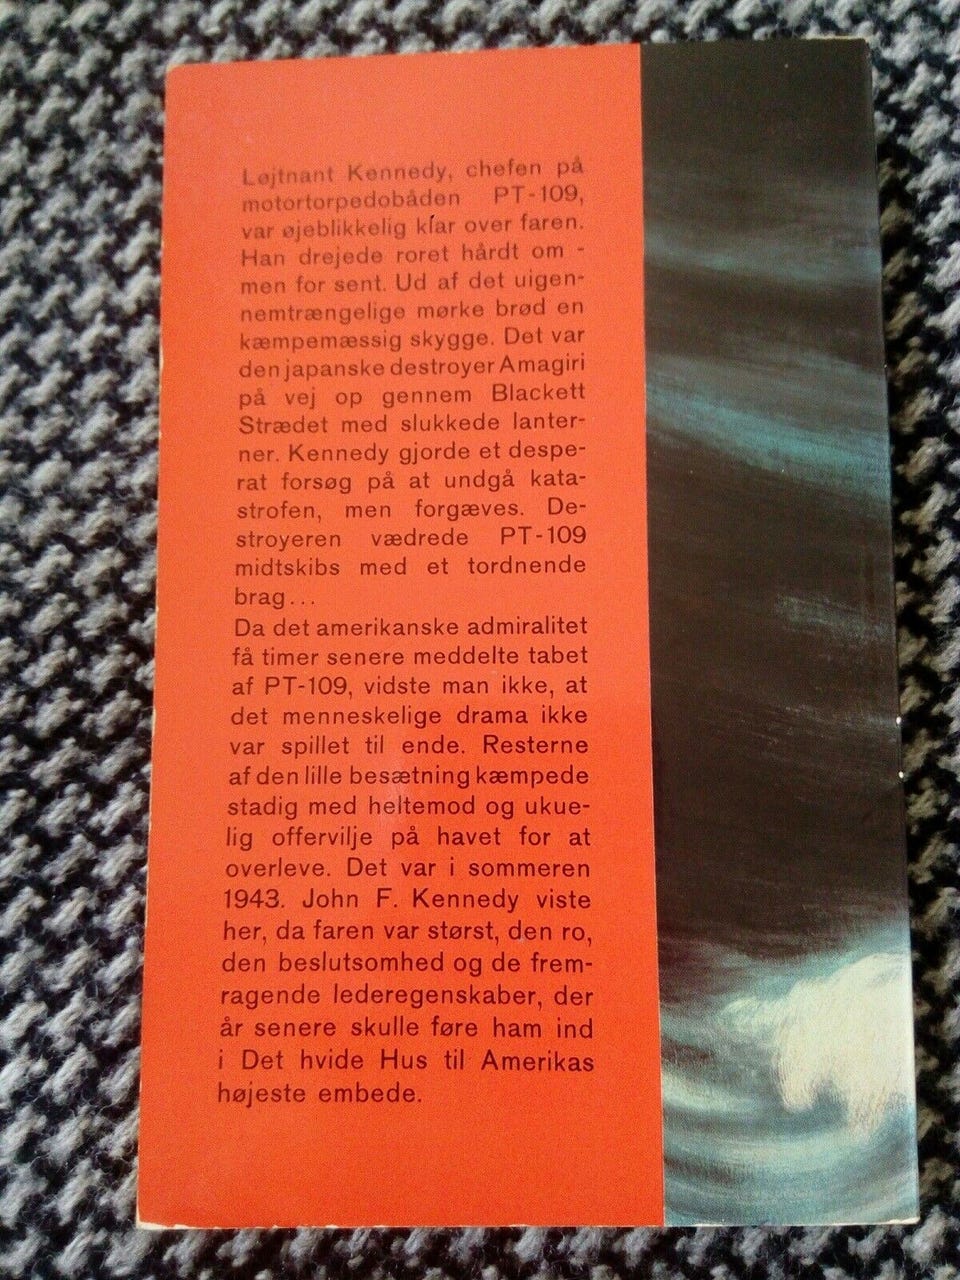 Løjtnant Kennedy, chefen på
motortorpedobåden PT-109,
var øjeblikkelig klar over faren.
Han drejede roret hårdt om -
men for sent. Ud af det uigen-
nemtrængelige mørke brød en
kæmpemæssig skygge. Det var
den japanske destroyer Amagiri
på vej op gennem Blackett
Strædet med slukkede lanter-
ner. Kennedy gjorde et despe-
rat forsøg på at undgå kata-
strofen, men forgæves. De-
stroyeren vædrede PT-109
midtskibs med et tordnende
brag...
Da det amerikanske admiralitet
få timer senere meddelte tabet
af PT-109, vidste man ikke, at
det menneskelige drama ikke
var spillet til ende. Resterne
af den lille besætning kæmpede
stadig med heltemod og ukue-
lig offervilje på havet for at
overleve. Det var i sommeren
1943. John F. Kennedy viste
her, da faren var størst, den ro,
den beslutsomhed og de frem-
ragende lederegenskaber, der
år senere skulle føre ham ind
i Det hvide Hus til Amerikas
højeste embede.